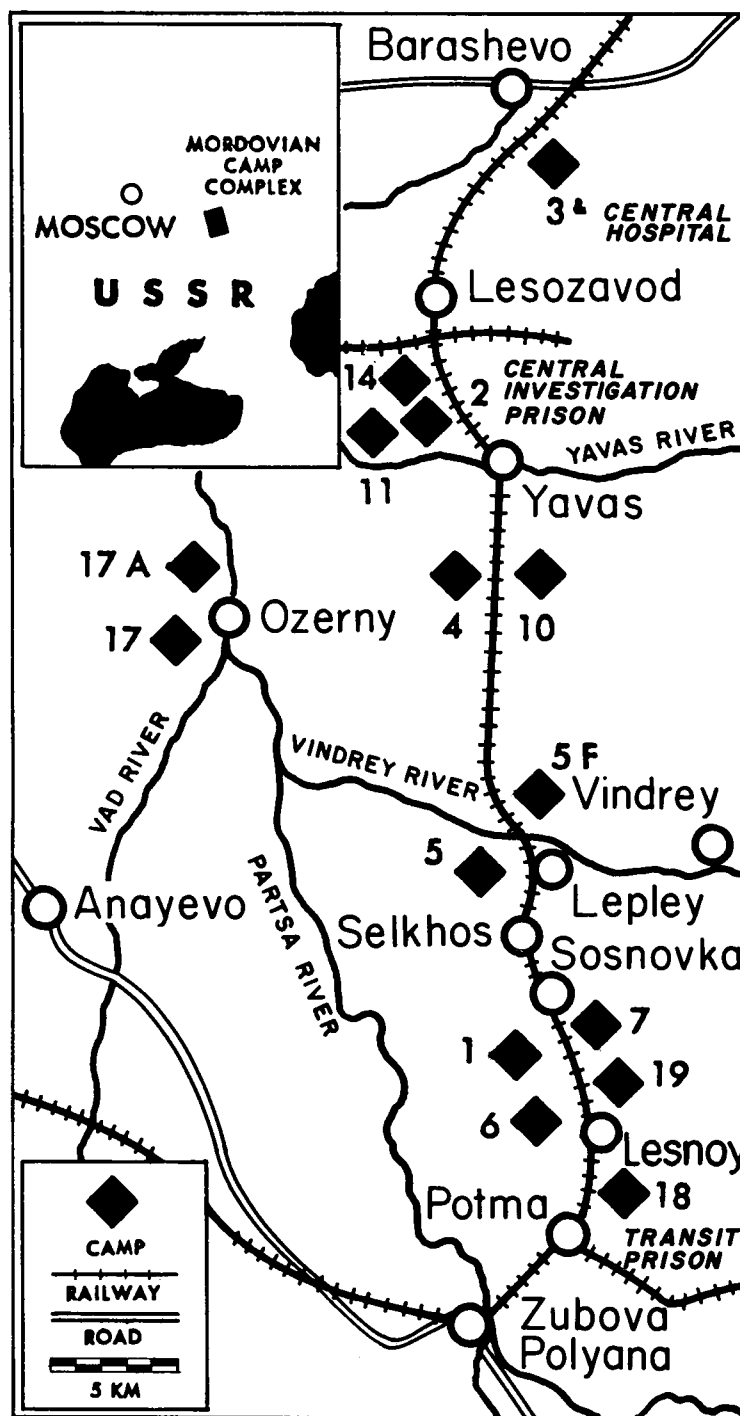 Barashevo
MORDOVIAN
CAMP
COMPLEX
MOSCOW
USSR
3 & CENTRAL
HOSPITAL
Lesozavod
14
2 CENTRAL
INVESTIGATION
PRISON
YAVAS RIVER
11
Yavas
17 A
Ozerny
17
4
10
VAD RIVER
VINDREY RIVER
5 F
Vindrey
5
Lepley
Anayevo
PARTSA RIVER
Selkhos
Sosnovka
7
1
19
6
Lesnoy
18
Potma
TRANSIT
PRISON
Zubova
Polyana
CAMP
RAILWAY
ROAD
5 KM